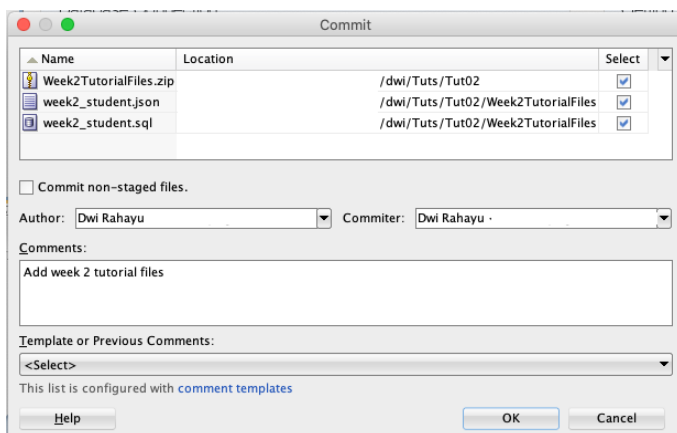 Commit
Name Location Select
Week2TutorialFiles.zip /dwi/Tuts/Tut02
week2_student.json /dwi/Tuts/Tut02/Week2TutorialFiles
week2_student.sql /dwi/Tuts/Tut02/Week2TutorialFiles
Commit non-staged files.
Author: Dwi Rahayu Commiter: Dwi Rahayu
Comments:
Add week 2 tutorial files
Template or Previous Comments:
<Select>
This list is configured with comment templates
Help OK Cancel